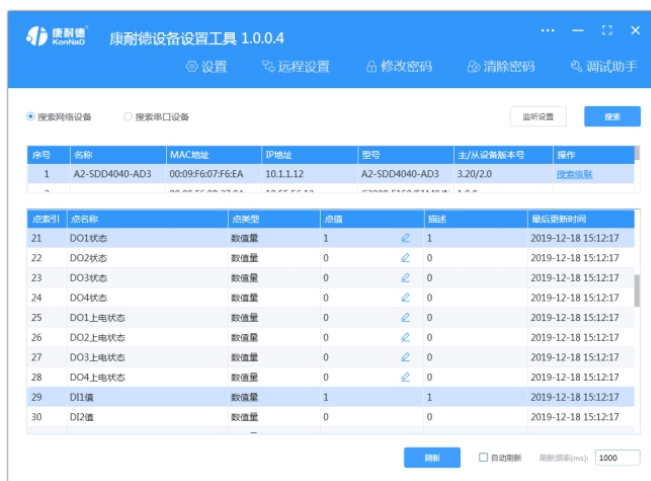 康耐德®
KonNaD
康耐德设备设置工具 1.0.0.4
设置 远程设置 修改密码 清除密码 调试助手
搜索网络设备 搜索串口设备 监听设置 搜索
序号 名称 MAC地址 IP地址 型号 主/从设备版本号 操作
1 A2-SDD4040-AD3 00:09:F6:07:F6:EA 10.1.1.12 A2-SDD4040-AD3 3.20/2.0 搜索级联
点索引 点名称 点类型 点值 描述 最后更新时间
21 DO1状态 数值量 1 1 2019-12-18 15:12:17
22 DO2状态 数值量 0 0 2019-12-18 15:12:17
23 DO3状态 数值量 0 0 2019-12-18 15:12:17
24 DO4状态 数值量 0 0 2019-12-18 15:12:17
25 DO1上电状态 数值量 0 0 2019-12-18 15:12:17
26 DO2上电状态 数值量 0 0 2019-12-18 15:12:17
27 DO3上电状态 数值量 0 0 2019-12-18 15:12:17
28 DO4上电状态 数值量 0 0 2019-12-18 15:12:17
29 DI1值 数值量 1 1 2019-12-18 15:12:17
30 DI2值 数值量 0 0 2019-12-18 15:12:17
刷新 自动刷新 刷新频率(ms): 1000